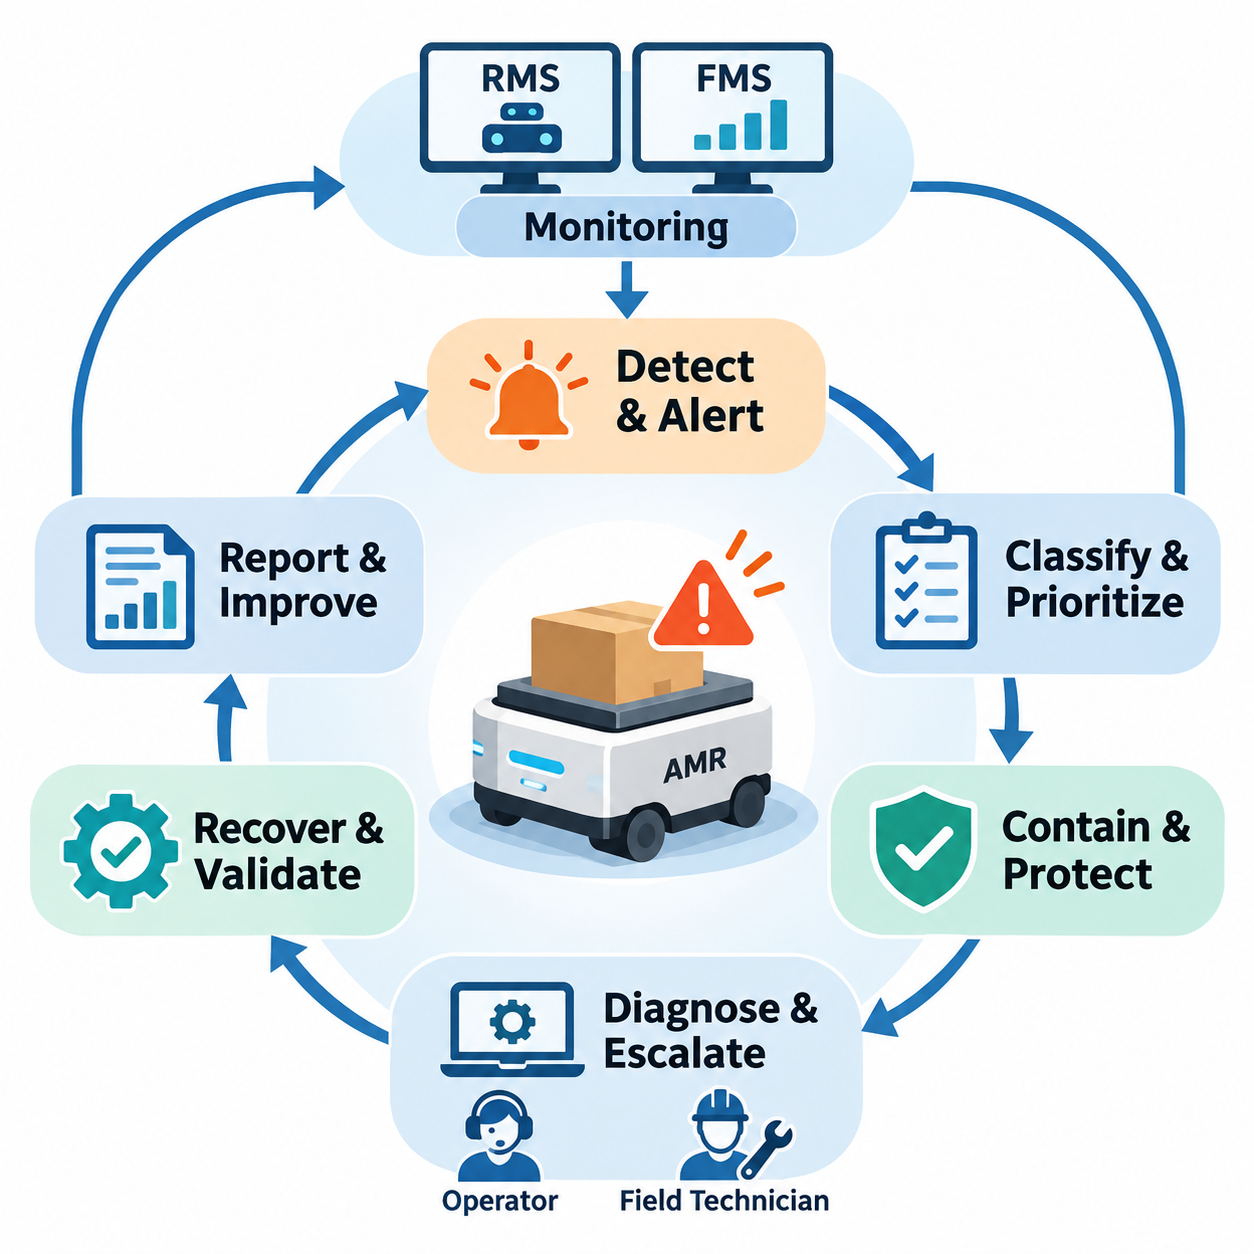 RMS
FMS
Monitoring
Detect
& Alert
Report &
Improve
Classify &
Prioritize
AMR
Recover &
Validate
Contain &
Protect
Diagnose &
Escalate
Operator
Field Technician